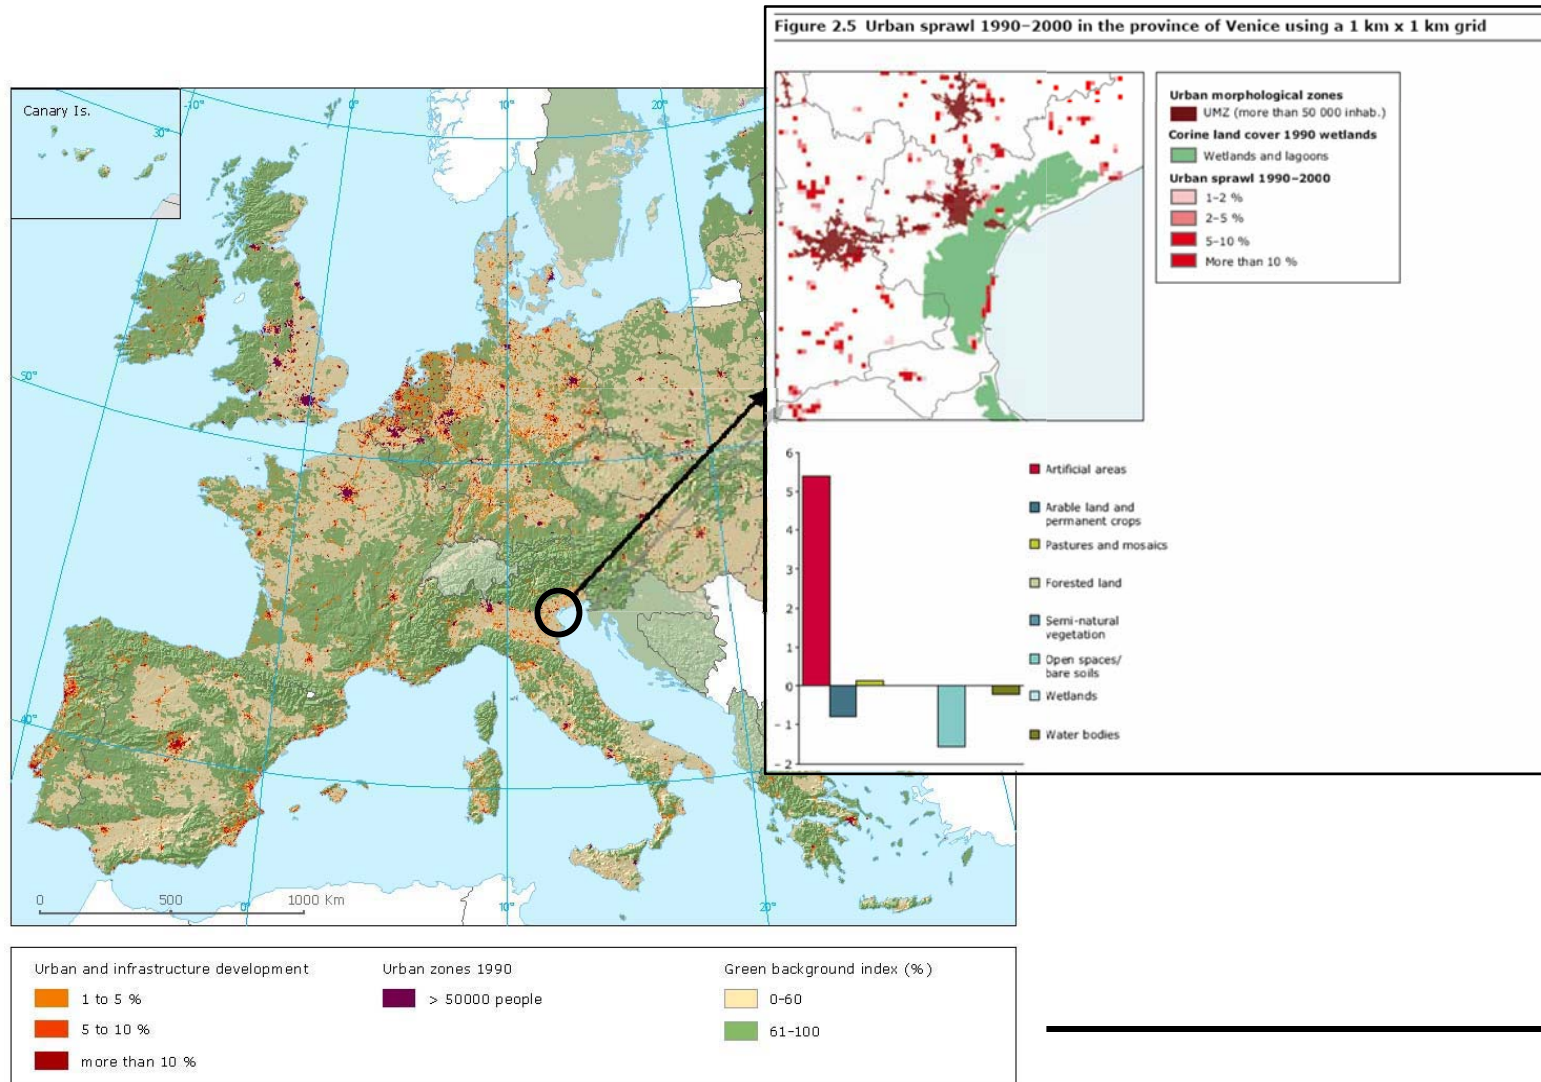 Figure 2.5 Urban sprawl 1990–2000 in the province of Venice using a 1 km x 1 km grid
Canary Is.
30°
-10°
10°
20°
50°
40°
0
500
1000 Km
0°
10°
20°
Urban morphological zones
UMZ (more than 50 000 inhab.)
Corine land cover 1990 wetlands
Wetlands and lagoons
Urban sprawl 1990–2000
1–2 %
2–5 %
5–10 %
More than 10 %
6
5
4
3
2
1
0
- 1
- 2
Artificial areas
Arable land and
permanent crops
Pastures and mosaics
Forested land
Semi-natural
vegetation
Open spaces/
bare soils
Wetlands
Water bodies
Urban and infrastructure development
1 to 5 %
5 to 10 %
more than 10 %
Urban zones 1990
> 50000 people
Green background index (%)
0-60
61-100